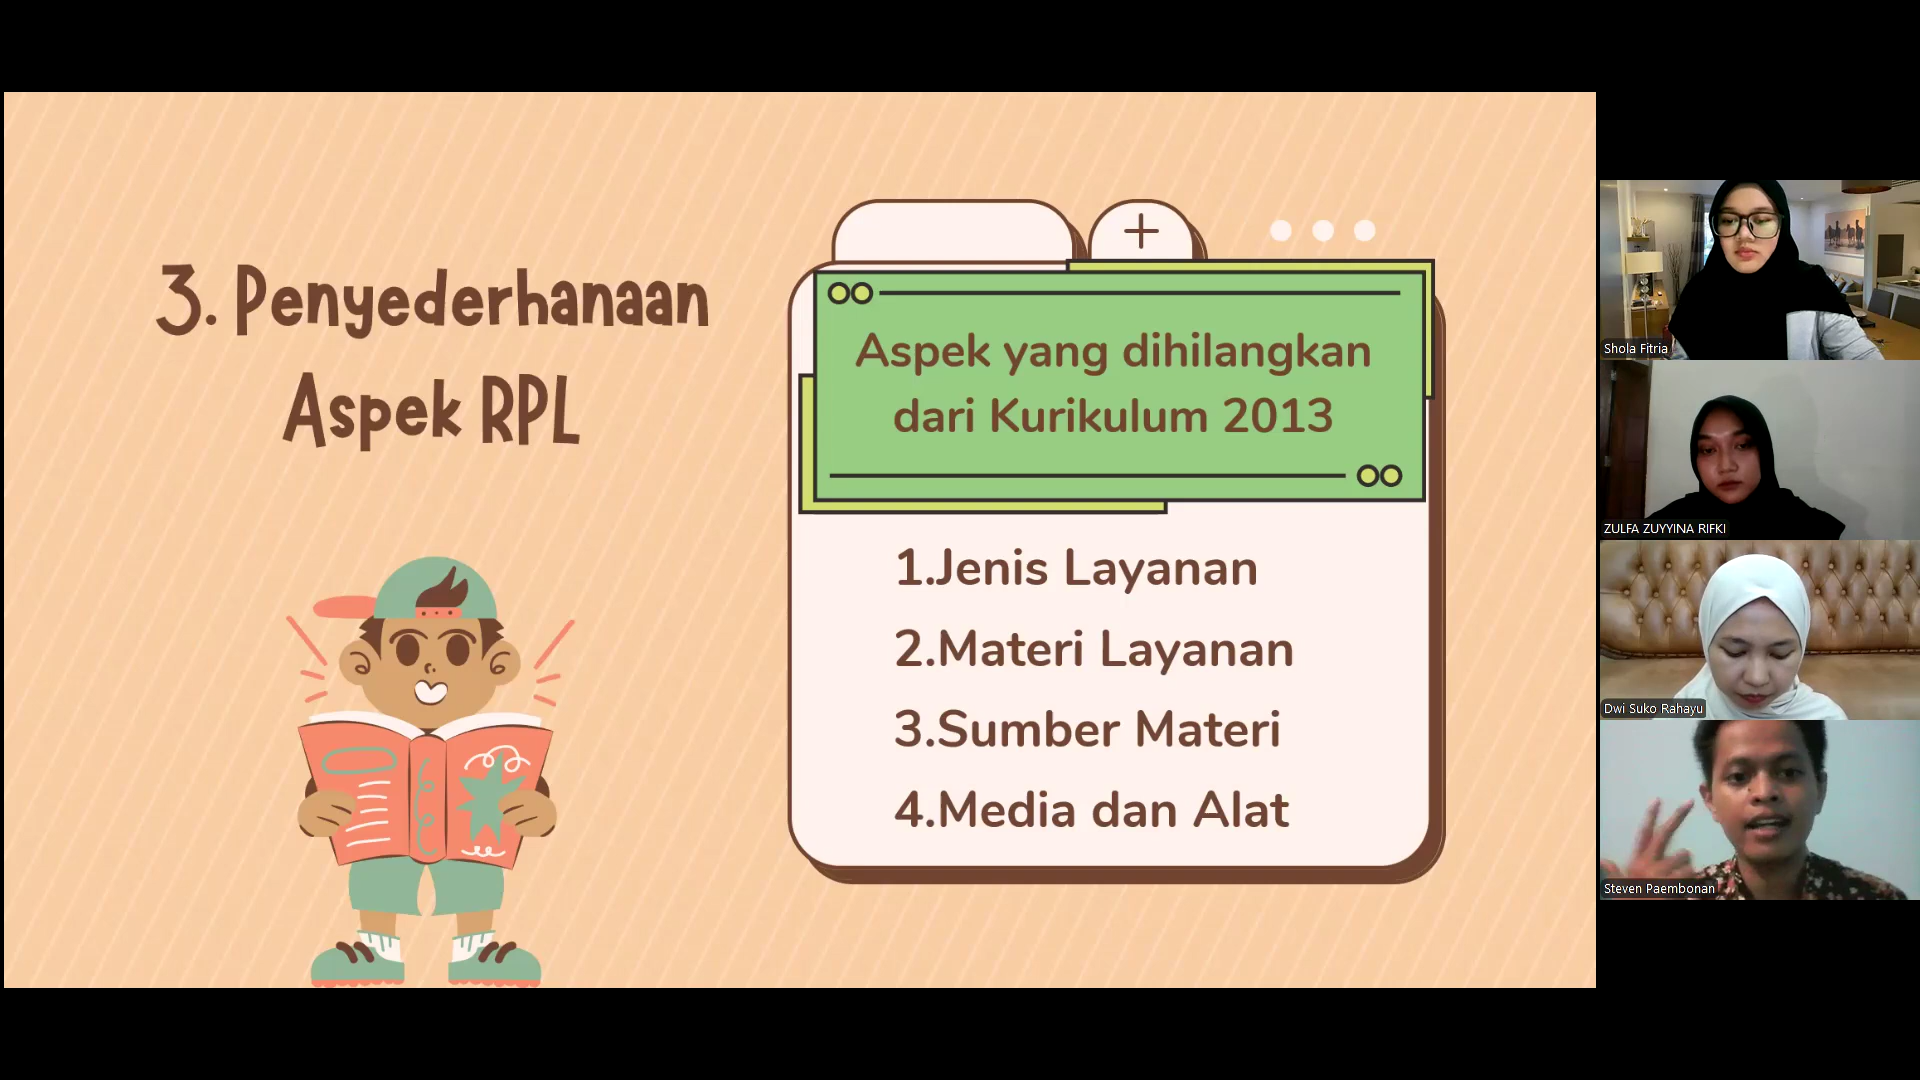 3. Penyederhanaan
Aspek RPL
Aspek yang dihilangkan
dari Kurikulum 2013
1.Jenis Layanan
2.Materi Layanan
3.Sumber Materi
4.Media dan Alat
Shola Fitria
ZULFA ZUYYINA RIFKI
Dwi Suko Rahayu
Steven Paembonan